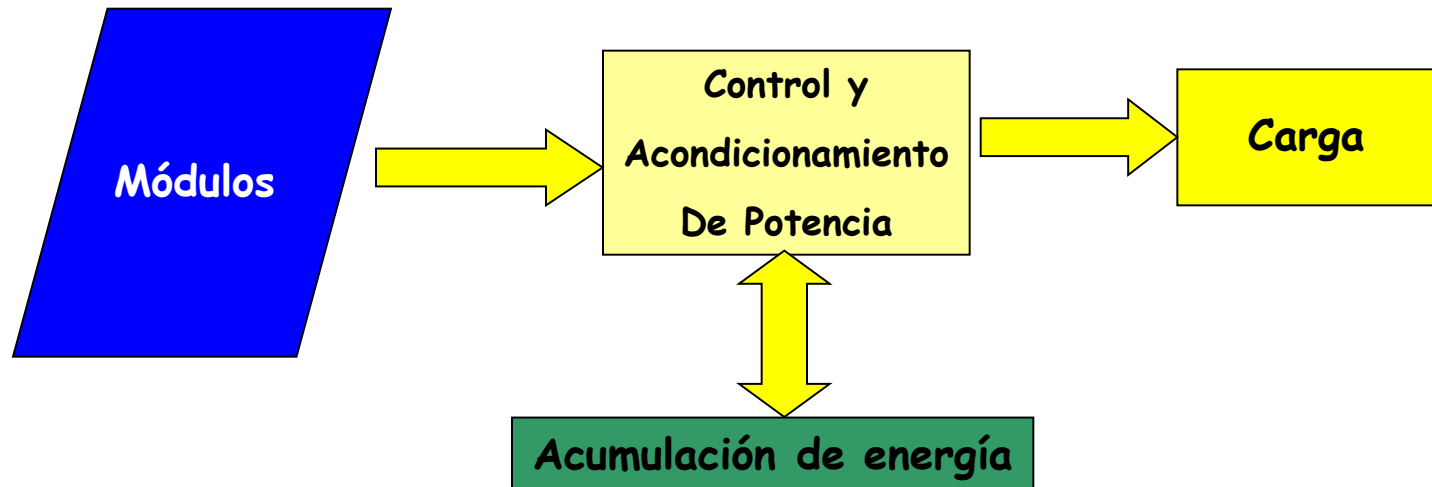 Módulos
Control y
Acondicionamiento
De Potencia
Carga
Acumulación de energía